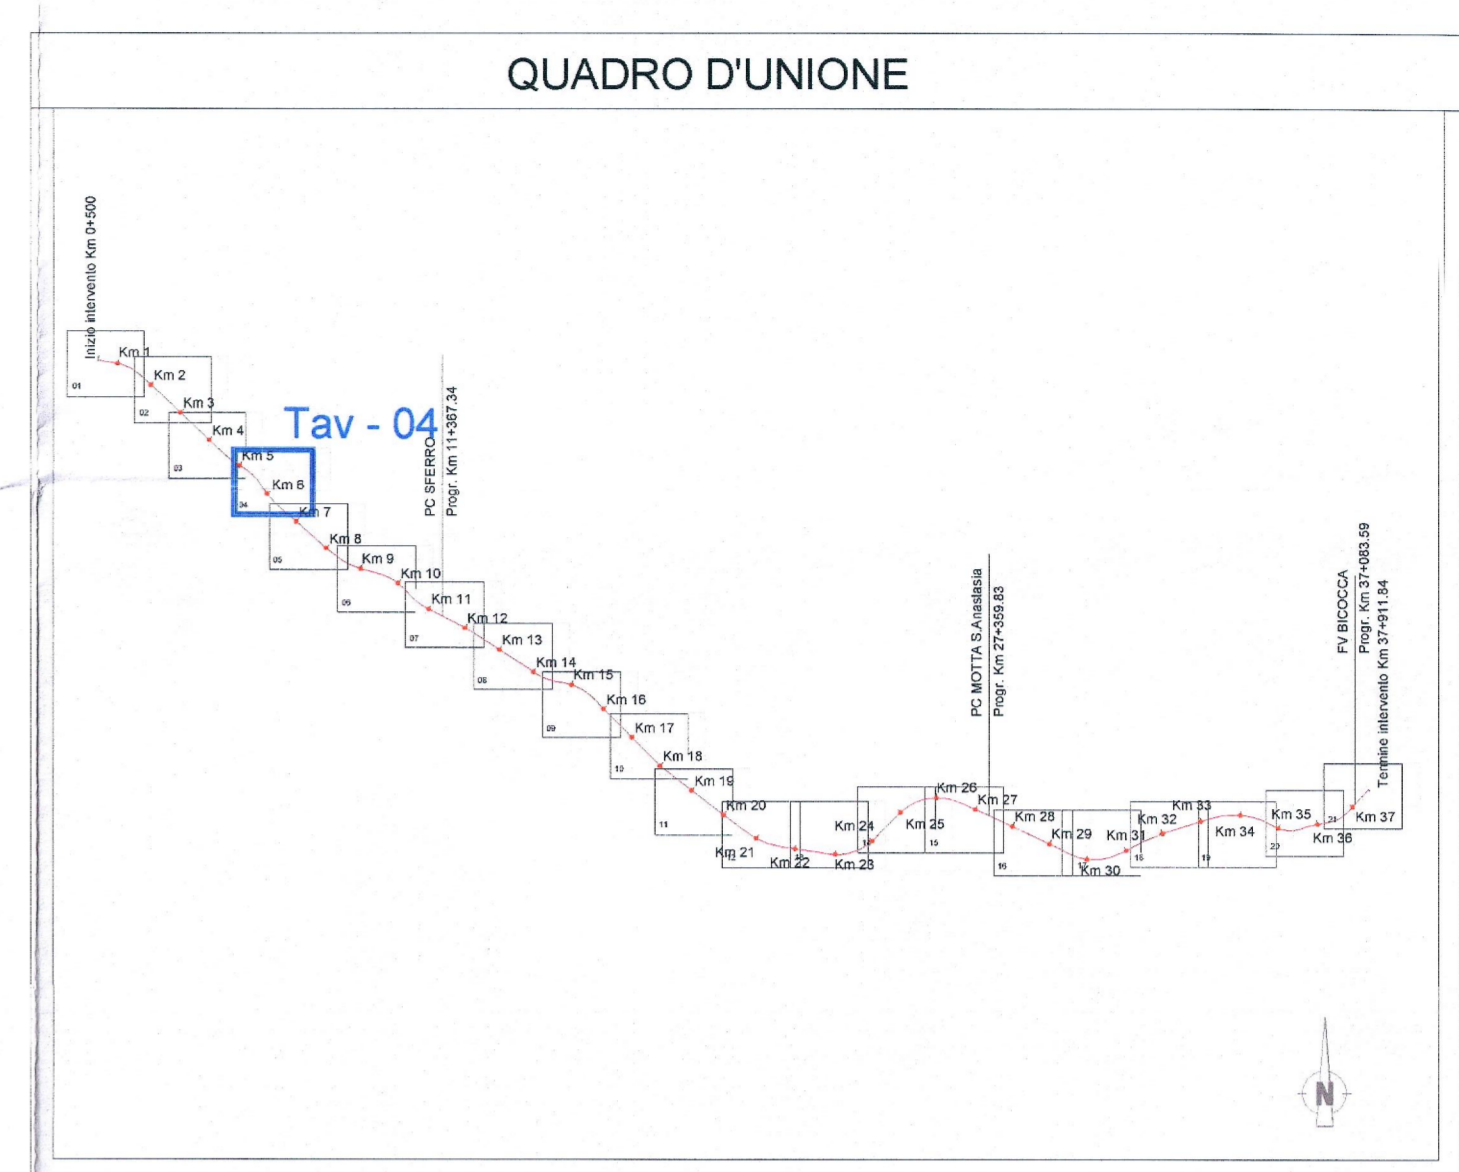 QUADRO D'UNIONE
Inizio intervento Km 0+500
Km 1
01
Km 2
02
Km 3
Km 4
03
Tav - 04
Km 5
Km 6
04
Km 7
05
Km 8
Km 9
06
PC SFERRO
Progr. Km 11+367.34
Km 10
Km 11
07
Km 12
Km 13
08
Km 14
Km 15
09
Km 16
Km 17
10
Km 18
Km 19
11
Km 20
Km 21
12
Km 22
13
Km 23
Km 24
14
Km 25
15
Km 26
PC MOTTA S.Anastasia
Progr. Km 27+359.83
Km 27
Km 28
16
Km 29
17
Km 30
Km 31
18
Km 32
Km 33
19
Km 34
Km 35
20
Km 36
21
Km 37
FV BICOCCA
Progr. Km 37+083.59
Termine intervento Km 37+911.84
N